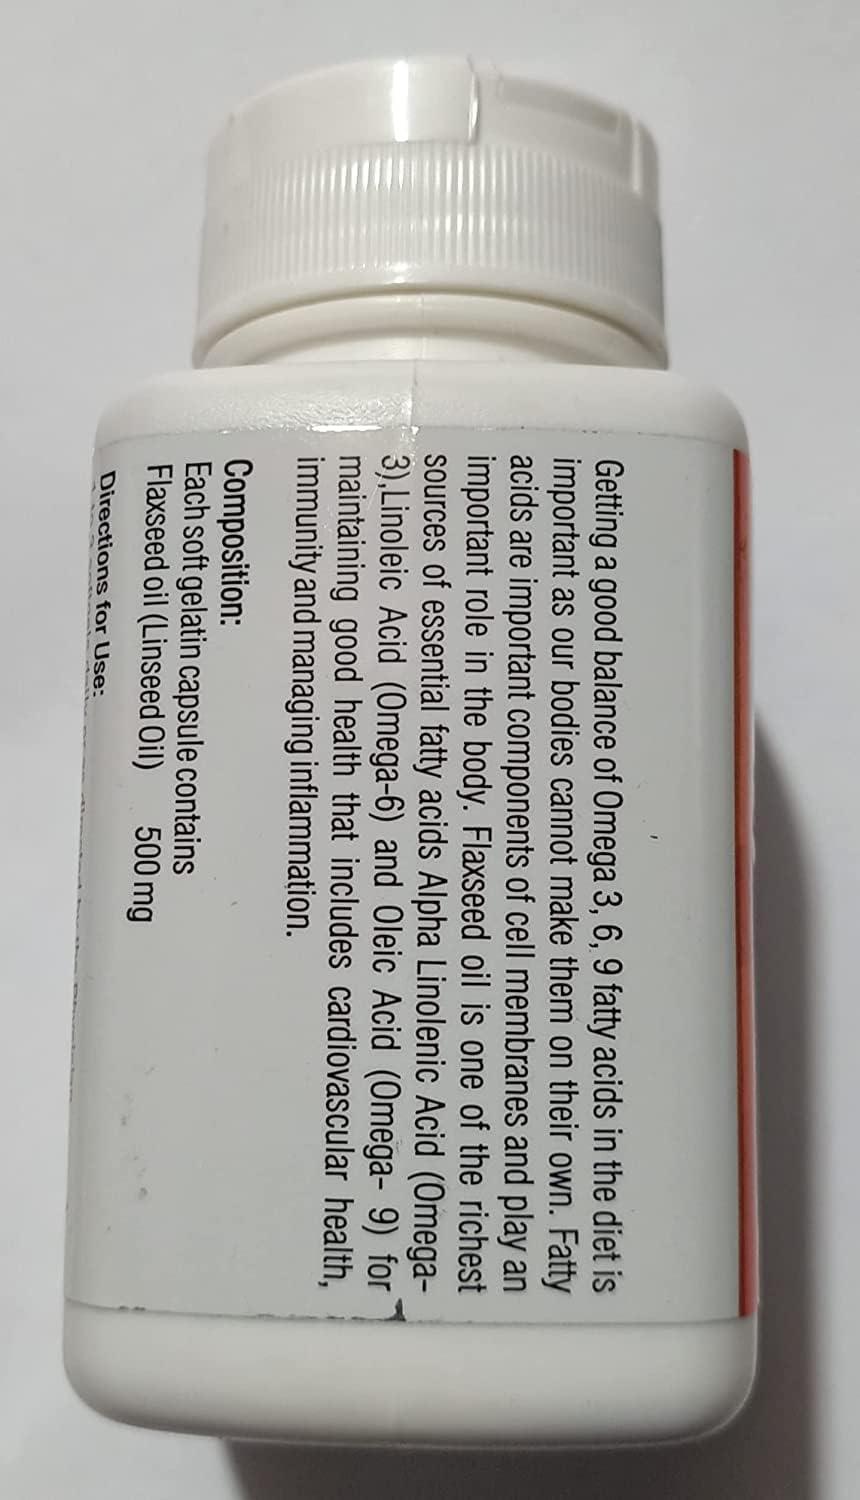 Getting a good balance of Omega 3, 6, 9 fatty acids in the diet is
important as our bodies cannot make them on their own. Fatty
acids are important components of cell membranes and play an
important role in the body. Flaxseed oil is one of the richest
sources of essential fatty acids Alpha Linolenic Acid (Omega-
3),Linoleic Acid (Omega-6) and Oleic Acid (Omega- 9) for
maintaining good health that includes cardiovascular health,
immunity and managing inflammation.
Composition:
Each soft gelatin capsule contains
Flaxseed oil (Linseed Oil) 500 mg
Directions for Use: